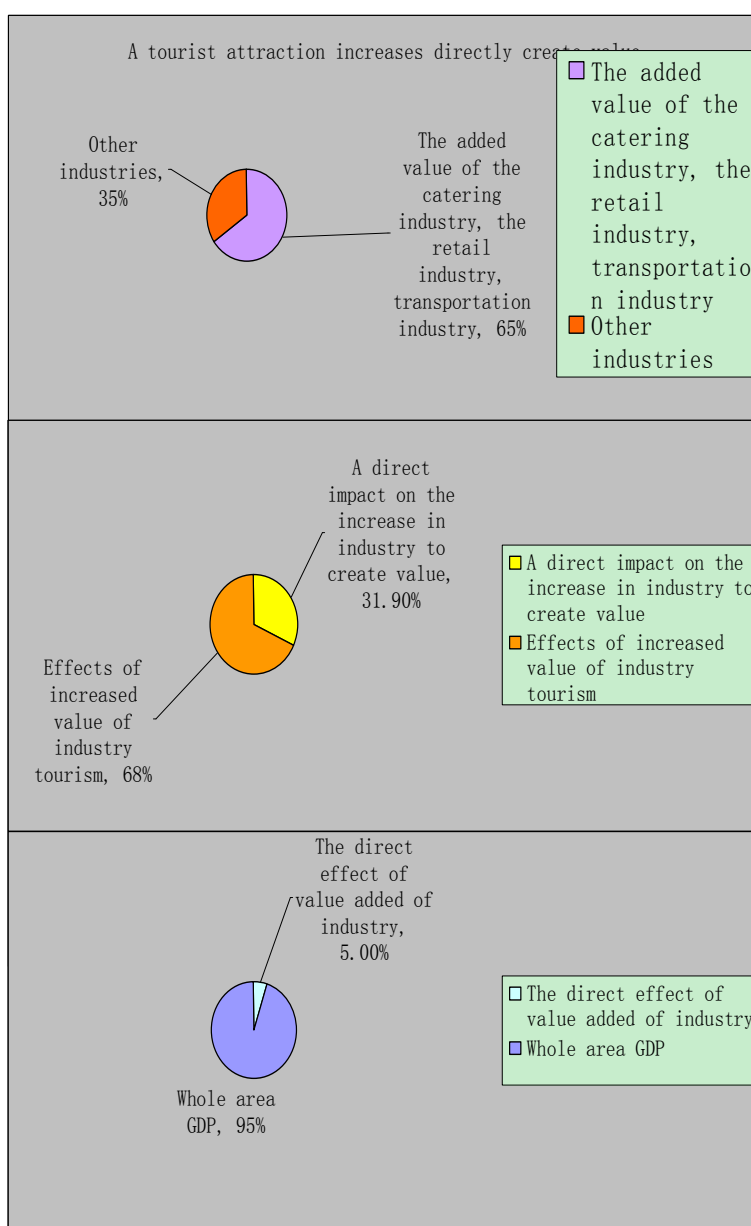 A tourist attraction increases directly create value
Other
industries,
35%
The added
value of the
catering
industry, the
retail
industry,
transportation
industry, 65%
The added
value of the
catering
industry, the
retail
industry,
transportatio
n industry
Other
industries
A direct
impact on the
increase in
industry to
create value,
31.90%
Effects of
increased
value of
industry
tourism, 68%
A direct impact on the
increase in industry to
create value
Effects of increased
value of industry
tourism
The direct
effect of
value added of
industry,
5.00%
Whole area
GDP, 95%
The direct effect of
value added of industry
Whole area GDP